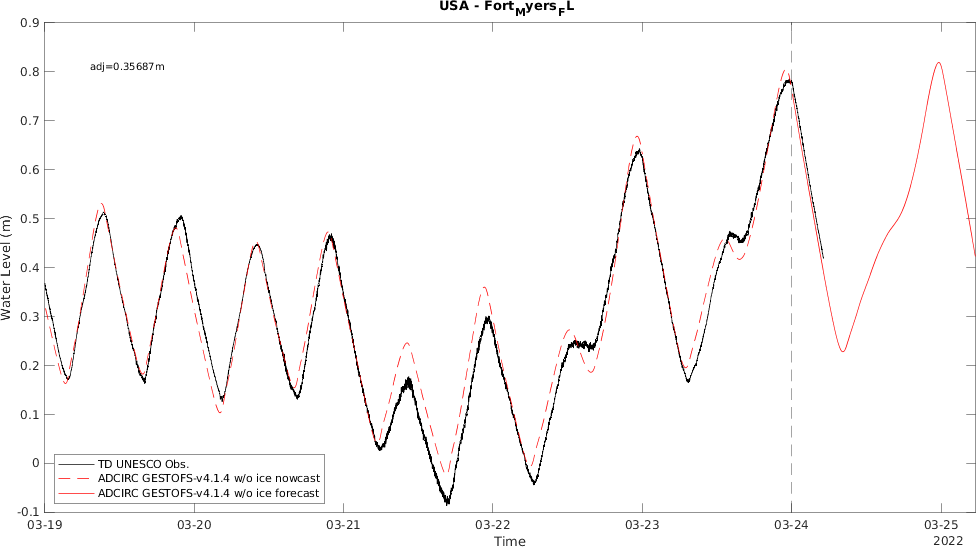 USA - Fort_Myers_FL
0.9
0.8
0.7
0.6
0.5
0.4
0.3
0.2
0.1
0
-0.1
Water Level (m)
adj=0.35687m
TD UNESCO Obs.
ADCIRC GESTOFS-v4.1.4 w/o ice nowcast
ADCIRC GESTOFS-v4.1.4 w/o ice forecast
03-19 03-20 03-21 03-22 03-23 03-24 03-25
Time
2022